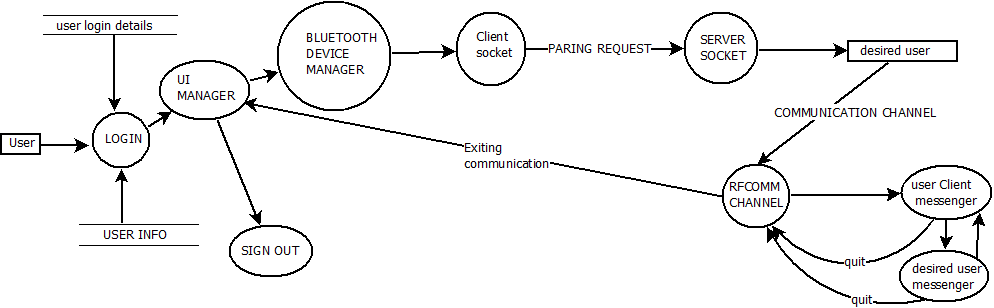 user login details
BLUETOOTH
DEVICE
MANAGER
Client
socket
PARING REQUEST
SERVER
SOCKET
desired user
UI
MANAGER
COMMUNICATION CHANNEL
User
LOGIN
Exiting
communication
RFCOMM
CHANNEL
user Client
messenger
USER INFO
SIGN OUT
quit
desired user
messenger
quit